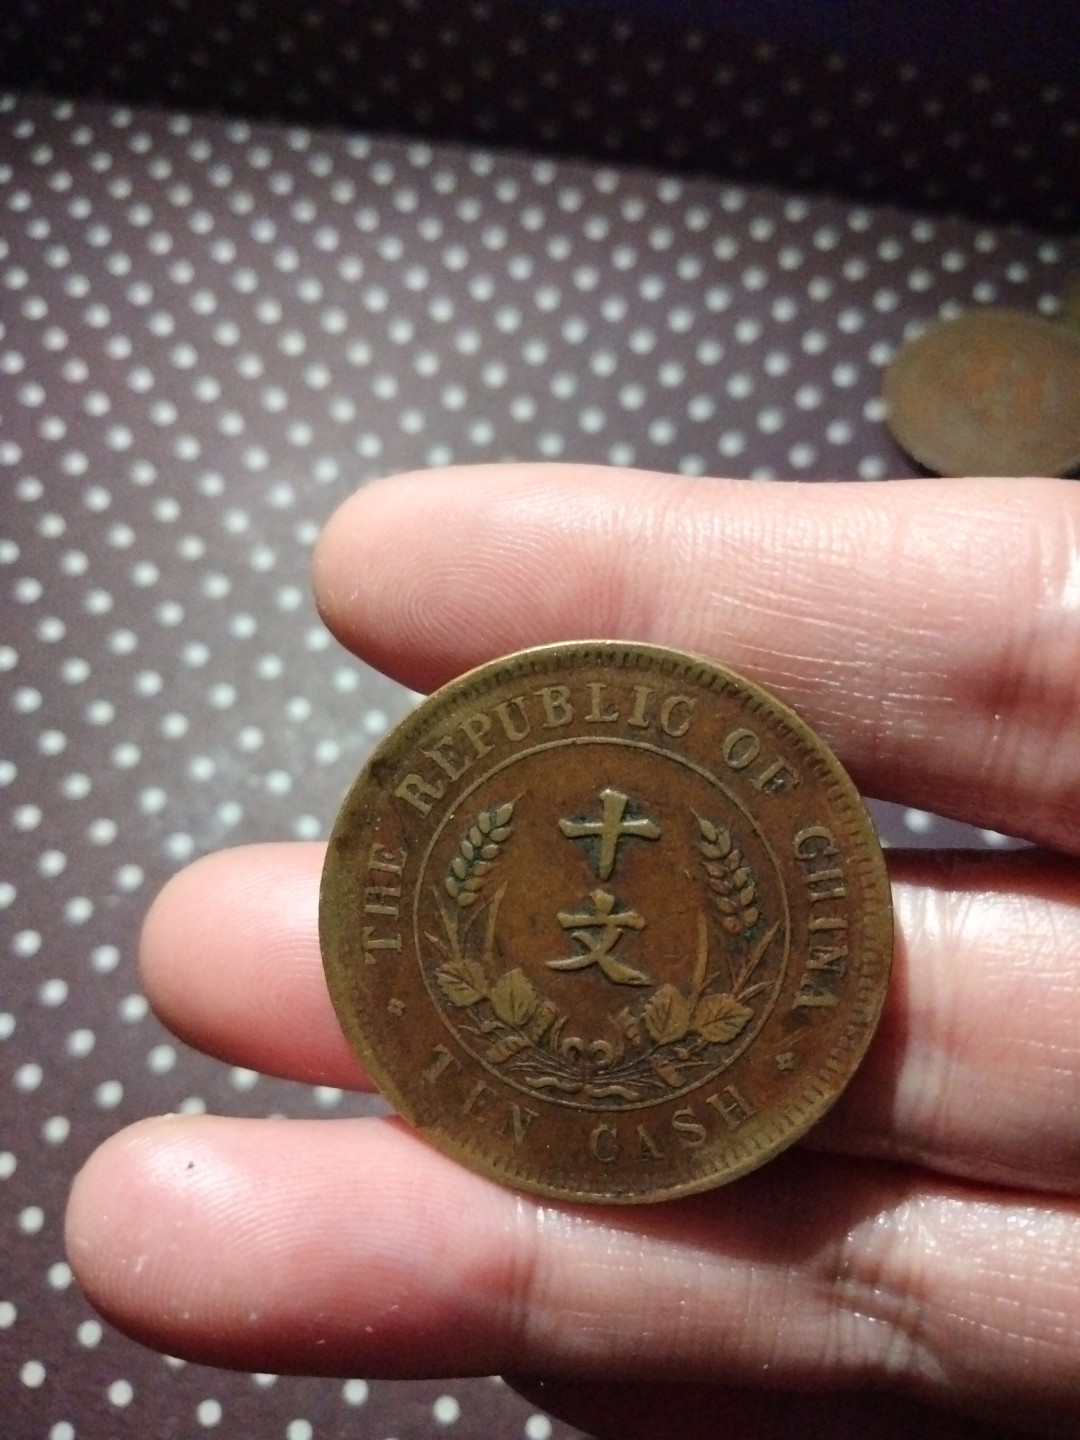 THE REPUBLIC OF CHINA
十
文
TEN CASH